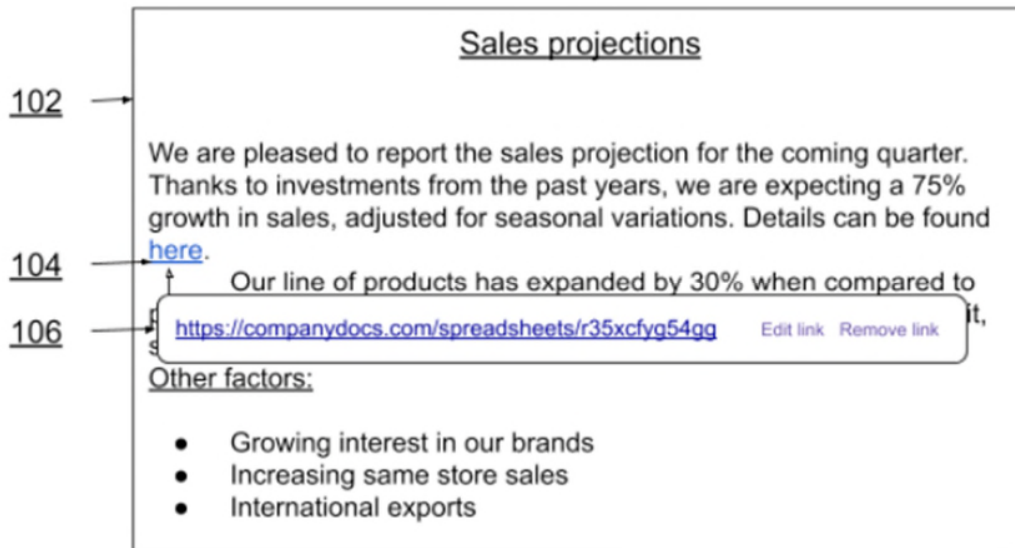 Sales projections
102
We are pleased to report the sales projection for the coming quarter.
Thanks to investments from the past years, we are expecting a 75%
growth in sales, adjusted for seasonal variations. Details can be found
here.
104
Our line of products has expanded by 30% when compared to
106
https://companydocs.com/spreadsheets/r35xcfyg54gg Edit link Remove link
Other factors:
● Growing interest in our brands
● Increasing same store sales
● International exports